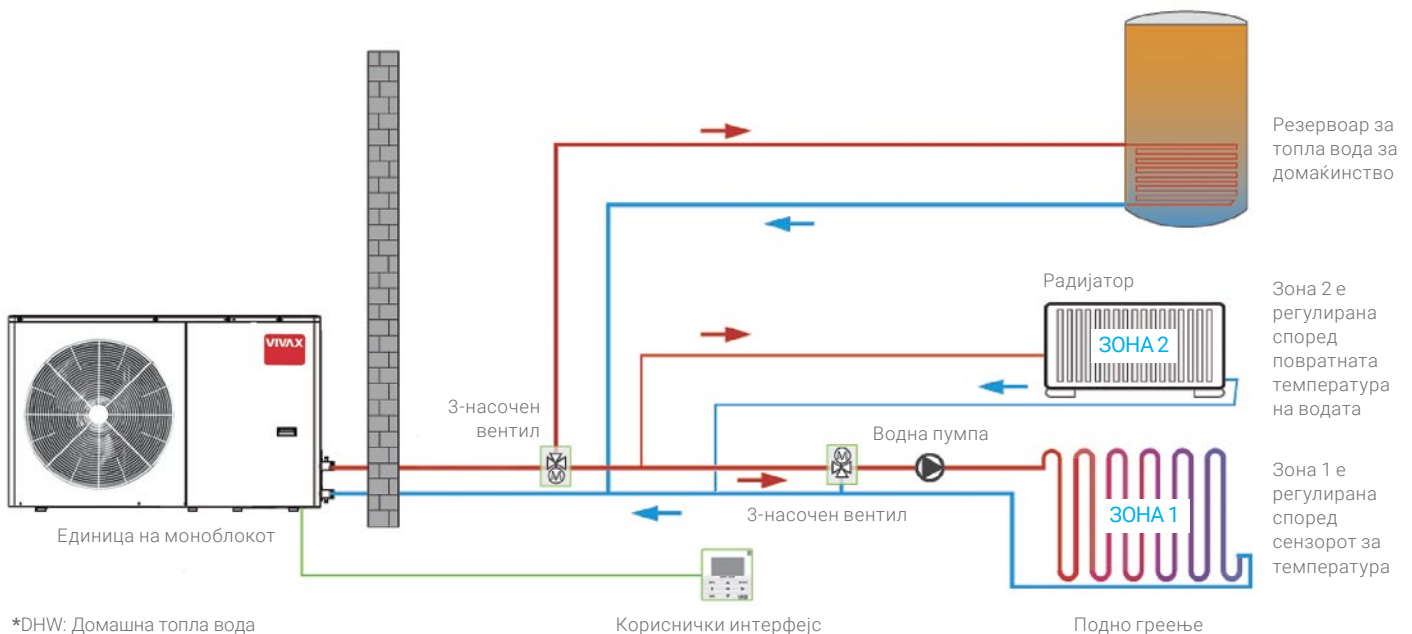 Резервоар за
топла вода за
домаќинство
Радијатор
ЗОНА 2
Зона 2 е
регулирана
според
повратната
температура
на водата
VIVAX
3-насочен
вентил
M
Водна пумпа
M
3-насочен вентил
ЗОНА 1
Зона 1 е
регулирана
според
сензорот за
температура
Единица на моноблокот
*DHW: Домашна топла вода
Кориснички интерфејс
Подно греење